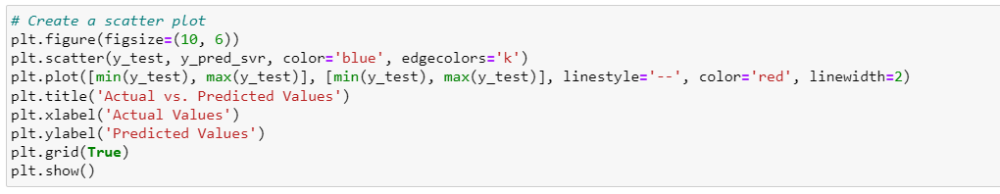 # Create a scatter plot
plt.figure(figsize=(10, 6))
plt.scatter(y_test, y_pred_svr, color='blue', edgecolors='k')
plt.plot([min(y_test), max(y_test)], [min(y_test), max(y_test)], linestyle='--', color='red', linewidth=2)
plt.title('Actual vs. Predicted Values')
plt.xlabel('Actual Values')
plt.ylabel('Predicted Values')
plt.grid(True)
plt.show()